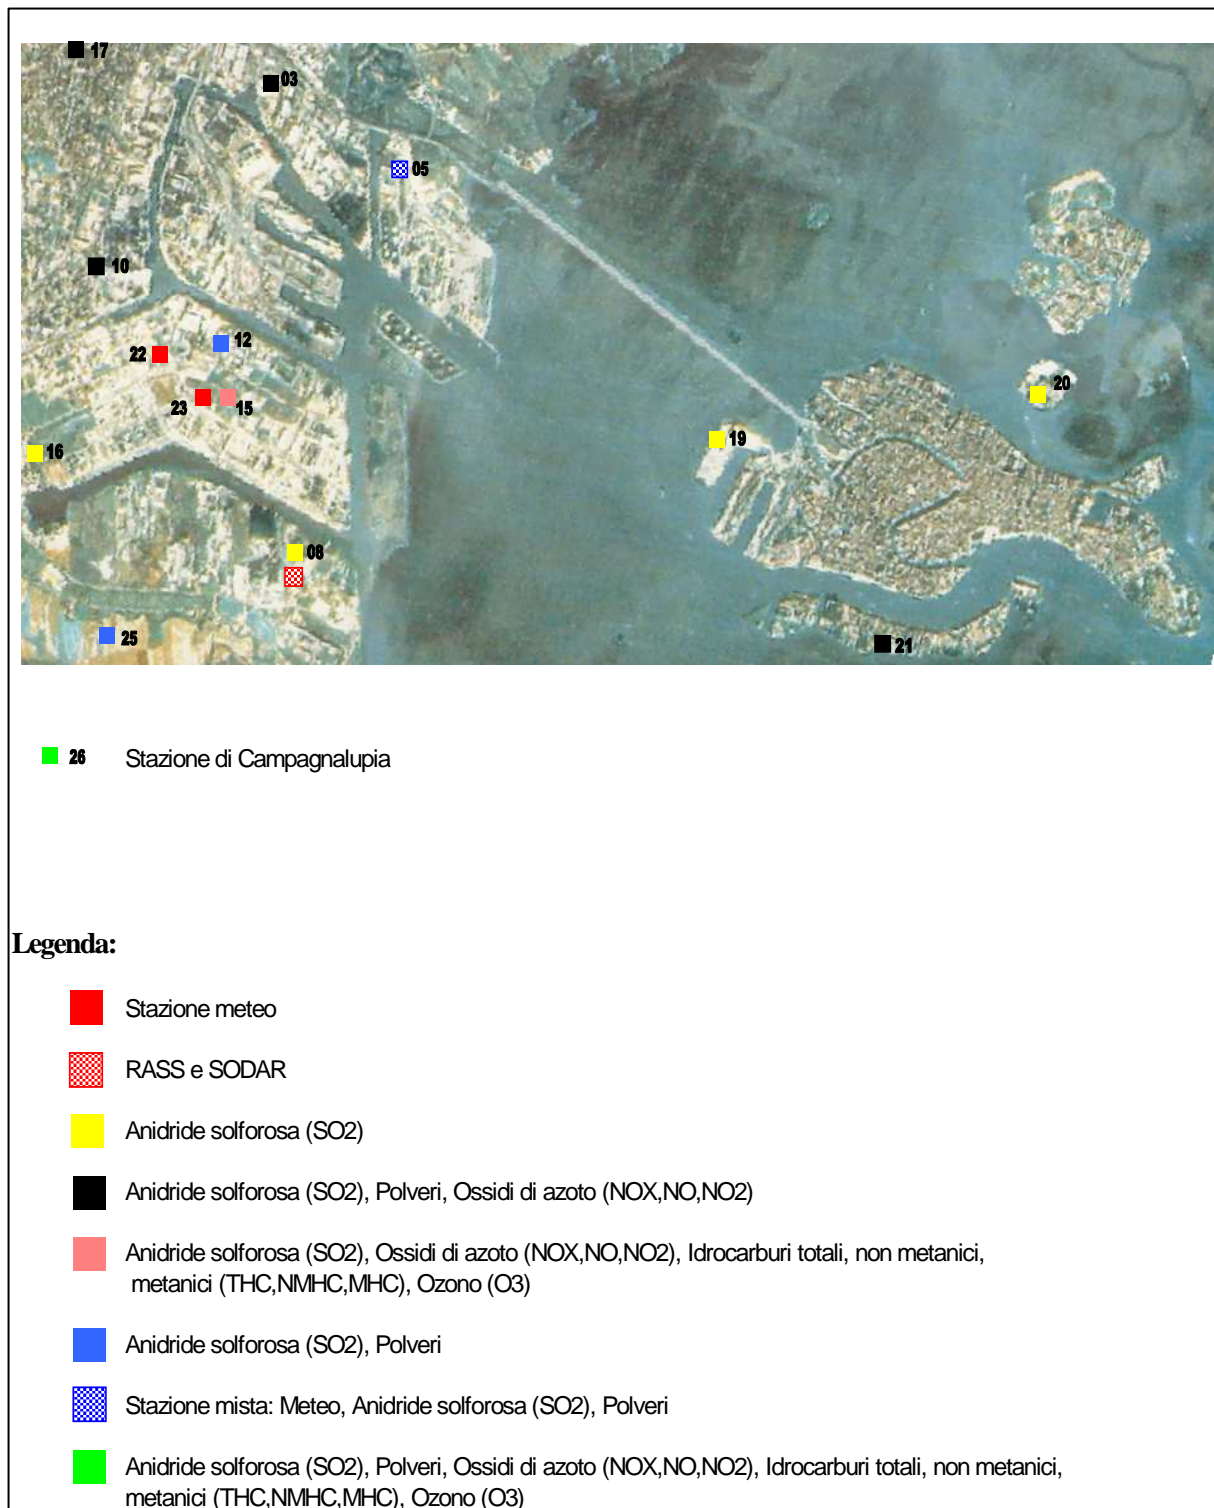 17
03
05
10
12
22
23
15
20
19
16
08
25
21
26 Stazione di Campagnalupia
Legenda:
Stazione meteo
RASS e SODAR
Anidride solforosa (SO2)
Anidride solforosa (SO2), Polveri, Ossidi di azoto (NOX,NO,NO2)
Anidride solforosa (SO2), Ossidi di azoto (NOX,NO,NO2), Idrocarburi totali, non metanici,
metanici (THC,NMHC,MHC), Ozono (O3)
Anidride solforosa (SO2), Polveri
Stazione mista: Meteo, Anidride solforosa (SO2), Polveri
Anidride solforosa (SO2), Polveri, Ossidi di azoto (NOX,NO,NO2), Idrocarburi totali, non metanici,
metanici (THC,NMHC,MHC), Ozono (O3)